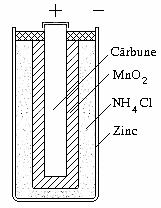 + −
Cărbune
MnO₂
NH₄Cl
Zinc